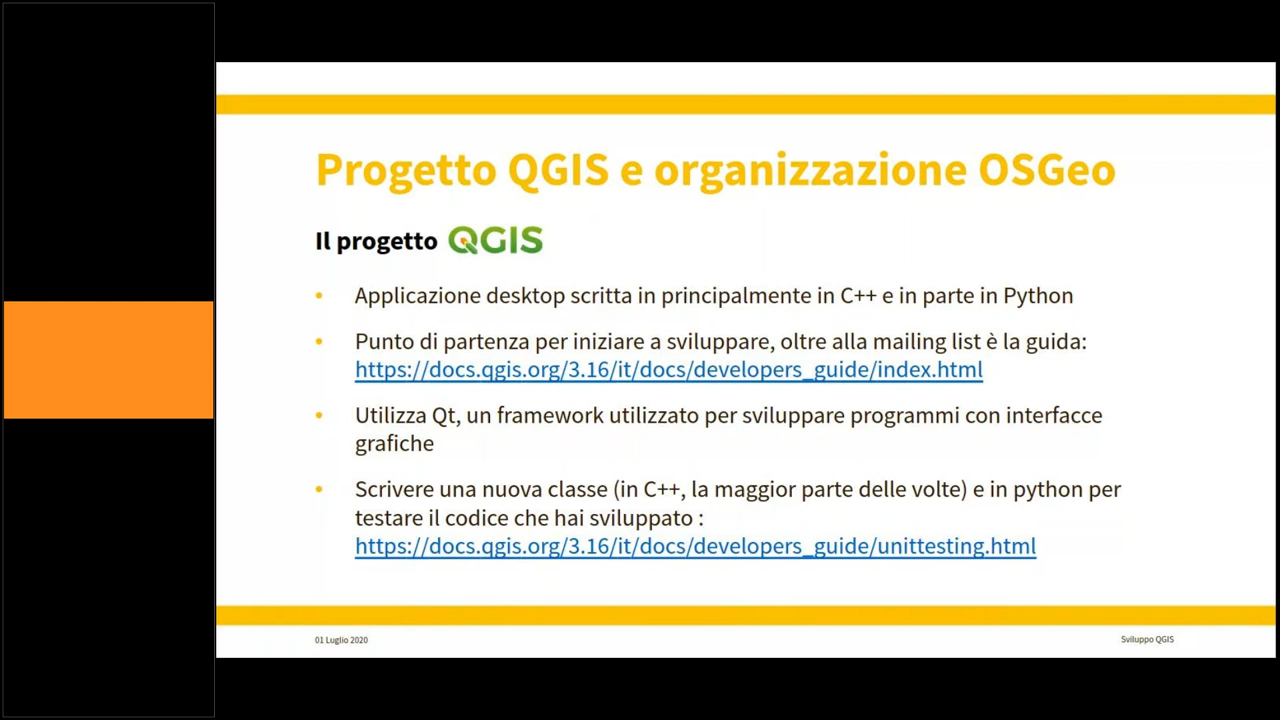 Progetto QGIS e organizzazione OSGeo
Il progetto QGIS
• Applicazione desktop scritta in principalmente in C++ e in parte in Python
• Punto di partenza per iniziare a sviluppare, oltre alla mailing list è la guida:
https://docs.qgis.org/3.16/it/docs/developers_guide/index.html
• Utilizza Qt, un framework utilizzato per sviluppare programmi con interfacce
grafiche
• Scrivere una nuova classe (in C++, la maggior parte delle volte) e in python per
testare il codice che hai sviluppato :
https://docs.qgis.org/3.16/it/docs/developers_guide/unittesting.html
01 Luglio 2020
Sviluppo QGIS